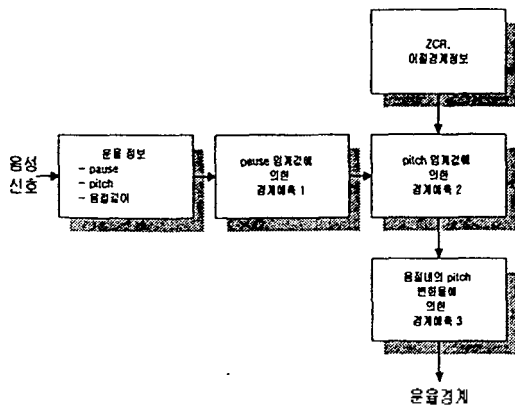 ZCR,
어절경계정보
음성
신호
운율 정보
- pause
- pitch
- 음절길이
pause 임계값에
의한
경계예측 1
pitch 임계값에
의한
경계예측 2
음절내의 pitch
변화율에
의한
경계예측 3
운율경계